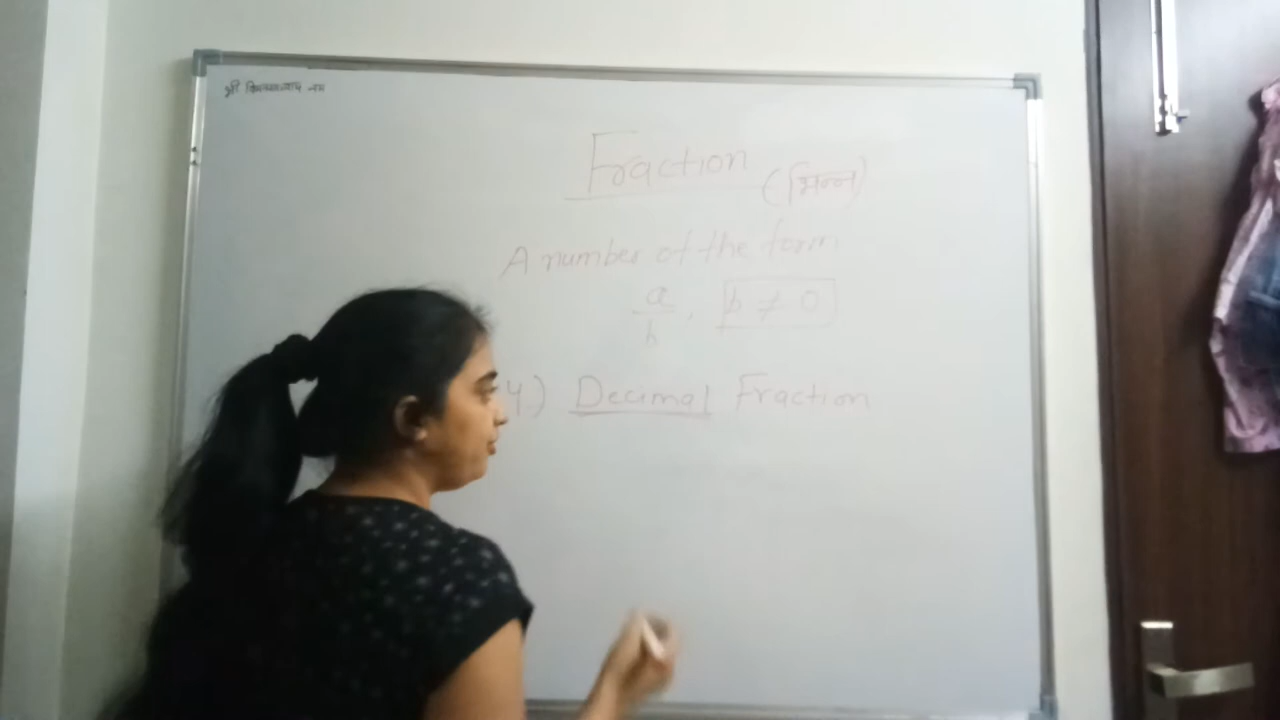 श्री
Fraction
(भिन्न)
A number of the form
a/b, b ≠ 0
4) Decimal Fraction